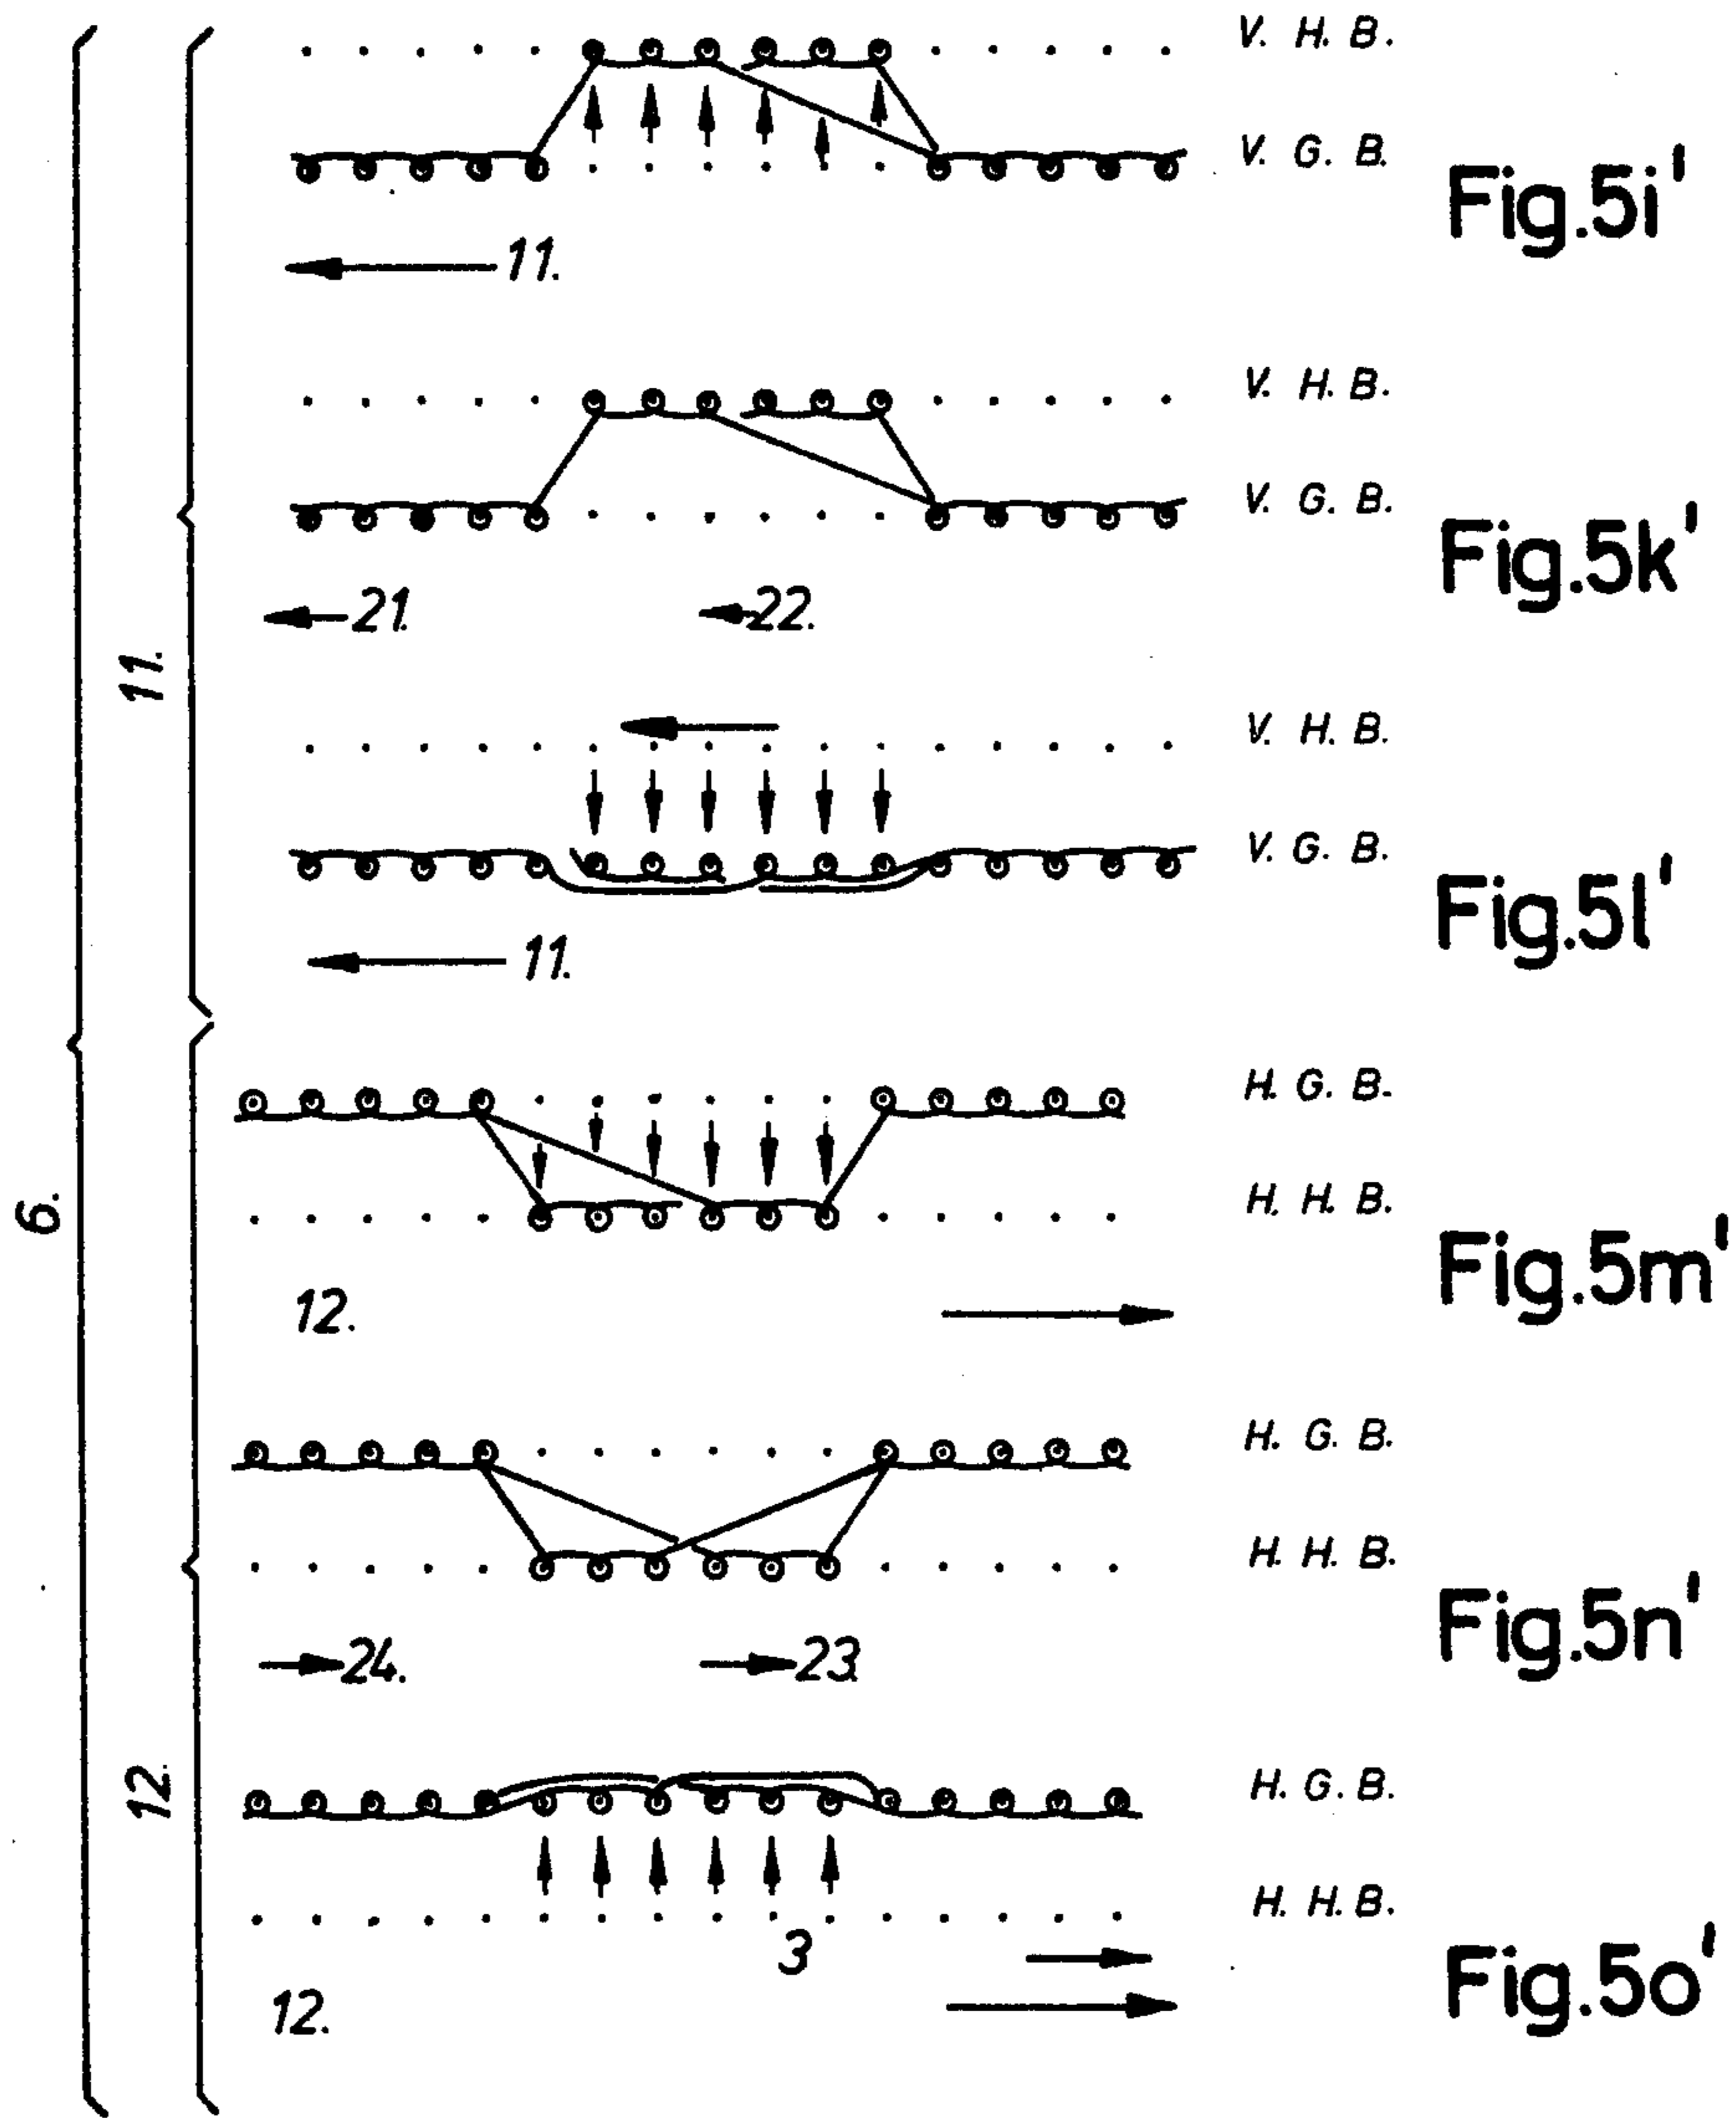 V. H. B.
V. G. B.
Fig.5i'
11.
V. H. B.
V. G. B.
Fig.5k'
21.
22.
11.
V. H. B.
V. G. B.
Fig.5l'
11.
H. G. B.
H. H. B.
Fig.5m'
6.
12.
H. G. B.
H. H. B.
Fig.5n'
24.
23
12.
H. G. B.
H. H. B.
3
Fig.5o'
12.